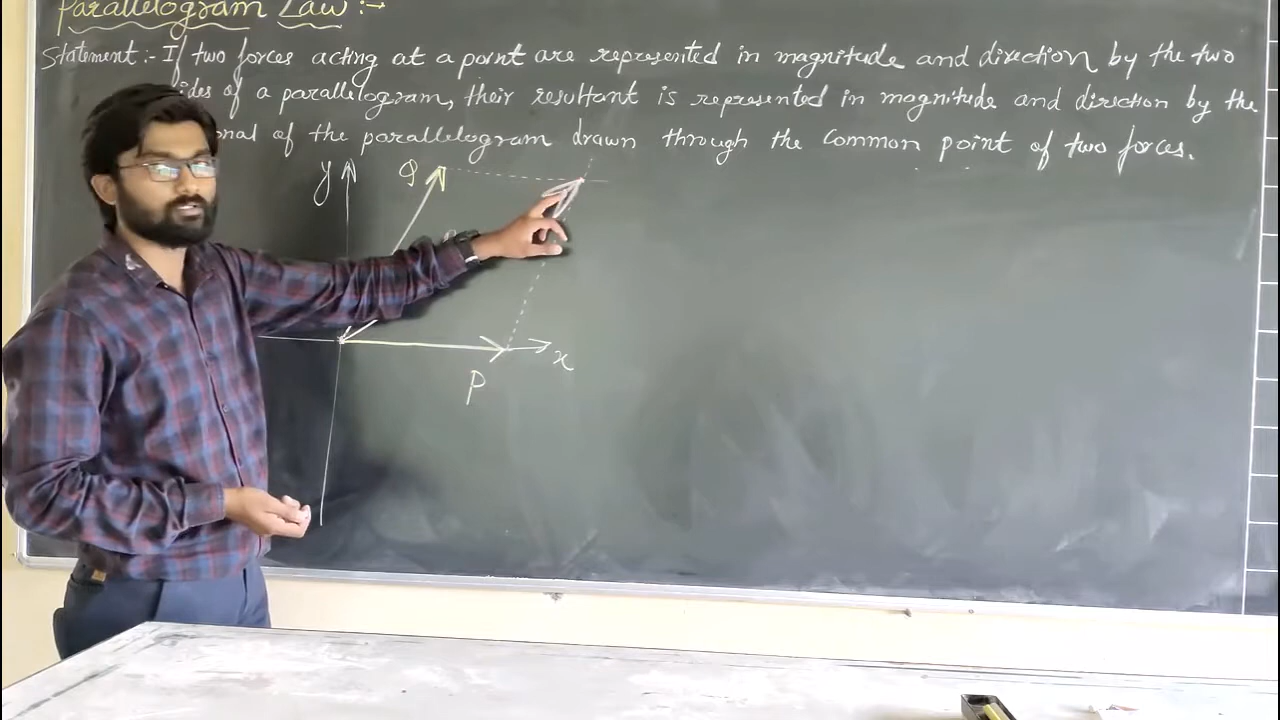 Parallelogram Law :-
Statement :- If two forces acting at a point are represented in magnitude and direction by the two
ides of a parallelogram, their resultant is represented in magnitude and direction by the
onal of the parallelogram drawn through the common point of two forces.
y Q
x
P